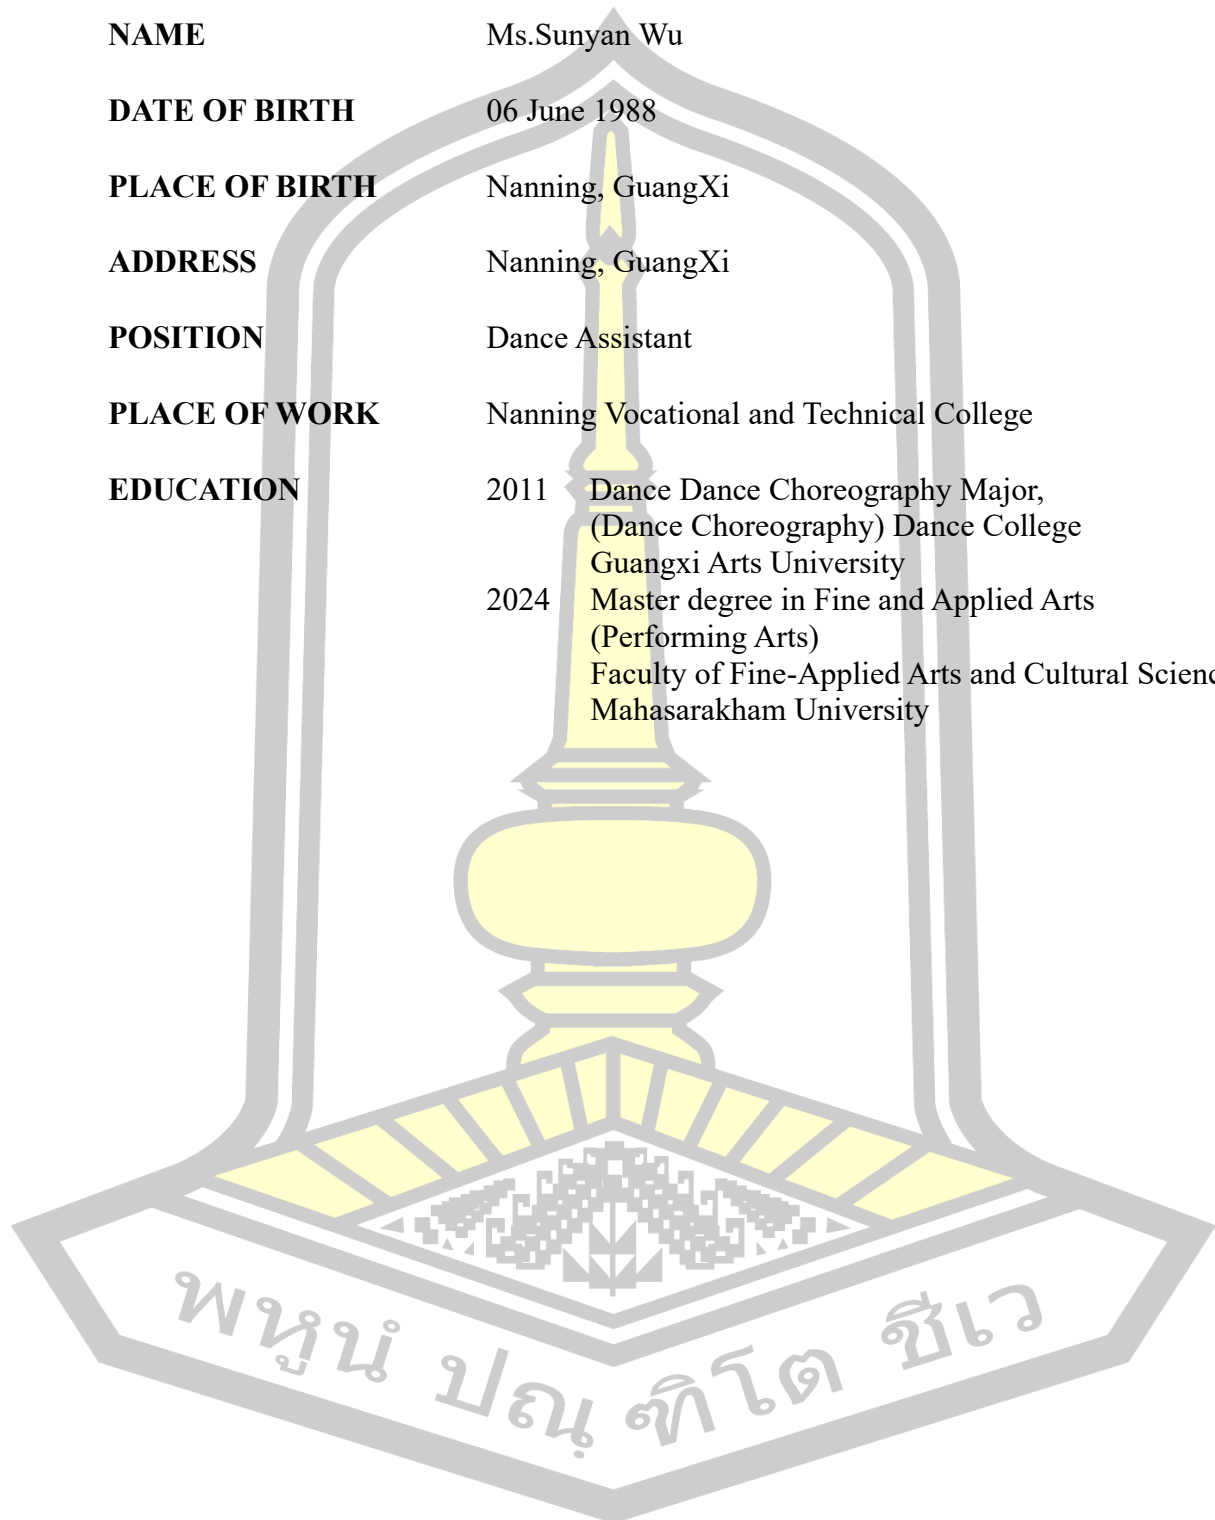 NAME Ms.Sunyan Wu
DATE OF BIRTH 06 June 1988
PLACE OF BIRTH Nanning, GuangXi
ADDRESS Nanning, GuangXi
POSITION Dance Assistant
PLACE OF WORK Nanning Vocational and Technical College
EDUCATION 2011 Dance Dance Choreography Major,
(Dance Choreography) Dance College
Guangxi Arts University
2024 Master degree in Fine and Applied Arts
(Performing Arts)
Faculty of Fine-Applied Arts and Cultural Scienc
Mahasarakham University
พหูนํ ปณฺฑิโต ชีเว